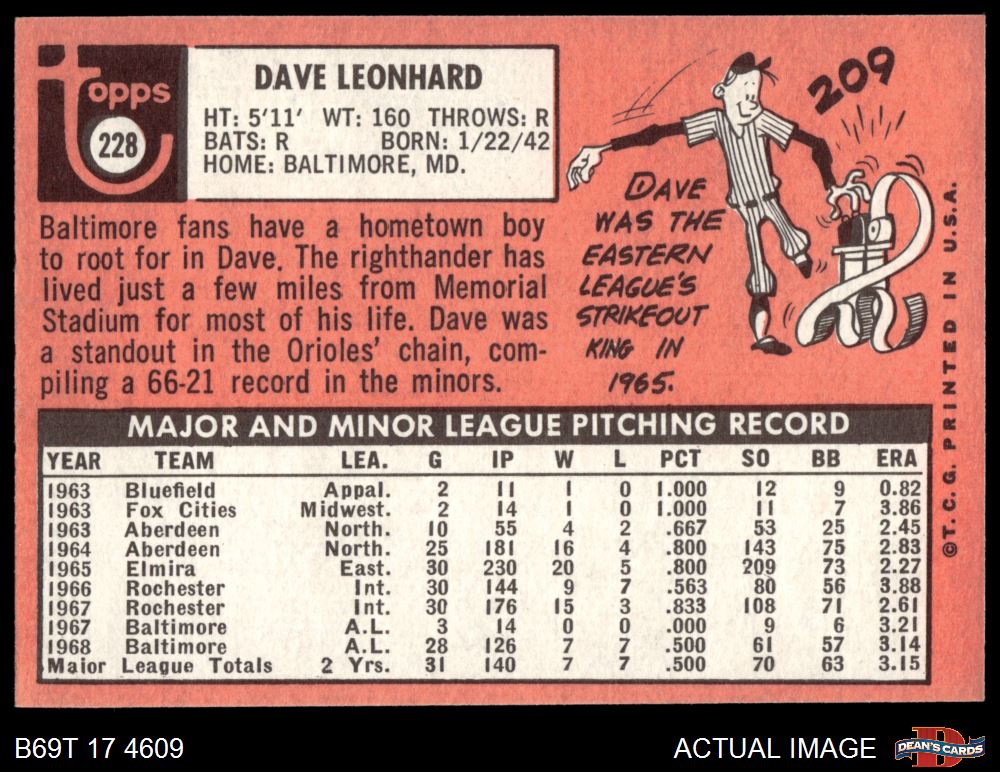 Topps
228
DAVE LEONHARD
HT: 5'11' WT: 160 THROWS: R
BATS: R BORN: 1/22/42
HOME: BALTIMORE, MD.
Baltimore fans have a hometown boy
to root for in Dave. The righthander has
lived just a few miles from Memorial
Stadium for most of his life. Dave was
a standout in the Orioles' chain, com-
piling a 66-21 record in the minors.
209
DAVE
WAS THE
EASTERN
LEAGUE'S
STRIKEOUT
KING IN
1965.
©T. C. G. PRINTED IN U.S.A.
MAJOR AND MINOR LEAGUE PITCHING RECORD
YEAR TEAM LEA. G IP W L PCT SO BB ERA
1963 Bluefield Appal. 2 11 1 0 1.000 12 9 0.82
1963 Fox Cities Midwest. 2 14 1 0 1.000 11 7 3.86
1963 Aberdeen North. 10 55 4 2 .667 53 25 2.45
1964 Aberdeen North. 25 181 16 4 .800 143 75 2.83
1965 Elmira East. 30 230 20 5 .800 209 73 2.27
1966 Rochester Int. 30 144 9 7 .563 80 56 3.88
1967 Rochester Int. 30 176 15 3 .833 108 71 2.61
1967 Baltimore A.L. 3 14 0 0 .000 9 6 3.21
1968 Baltimore A.L. 28 126 7 7 .500 61 57 3.14
Major League Totals 2 Yrs. 31 140 7 7 .500 70 63 3.15
B69T 17 4609
ACTUAL IMAGE
DEAN'S CARDS